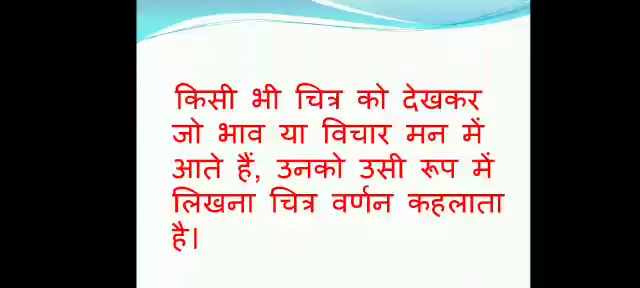 किसी भी चित्र को देखकर
जो भाव या विचार मन में
आते हैं, उनको उसी रूप में
लिखना चित्र वर्णन कहलाता
है।